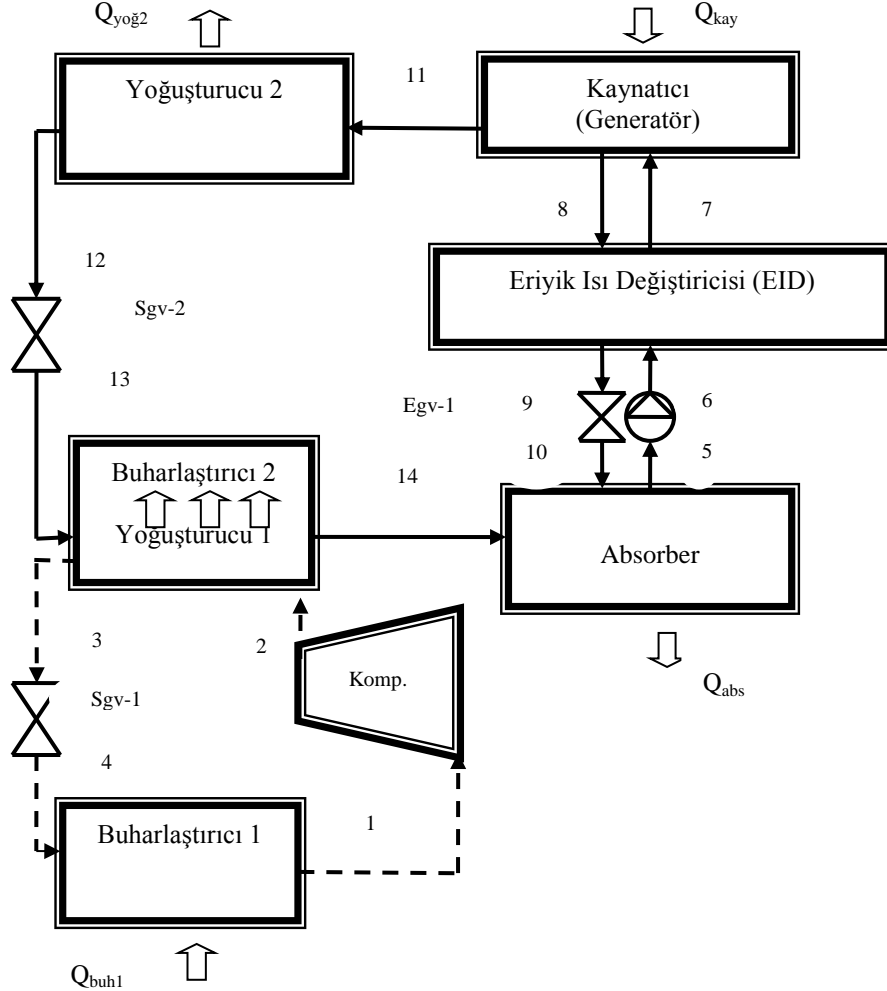 Qyoğ2
Qkay
11
Yoğuşturucu 2
Kaynatıcı
(Generatör)
8
7
12
Eriyik Isı Değiştiricisi (EID)
Sgv-2
13
Egv-1
9
6
10
5
Buharlaştırıcı 2
14
Yoğuşturucu 1
Absorber
3
2
Komp.
Sgv-1
Qabs
4
1
Buharlaştırıcı 1
Qbuh1